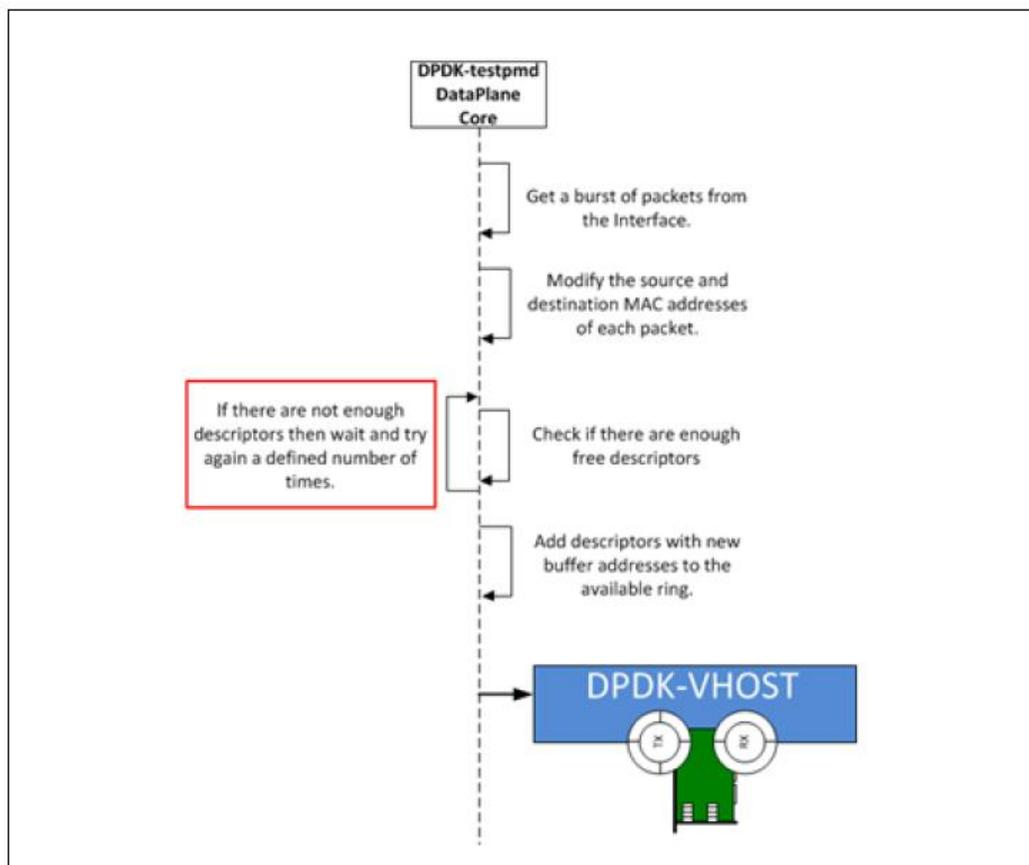 DPDK-testpmd
DataPlane
Core
Get a burst of packets from
the Interface.
Modify the source and
destination MAC addresses
of each packet.
If there are not enough
descriptors then wait and try
again a defined number of
times.
Check if there are enough
free descriptors
Add descriptors with new
buffer addresses to the
available ring.
DPDK-VHOST
TX
RX